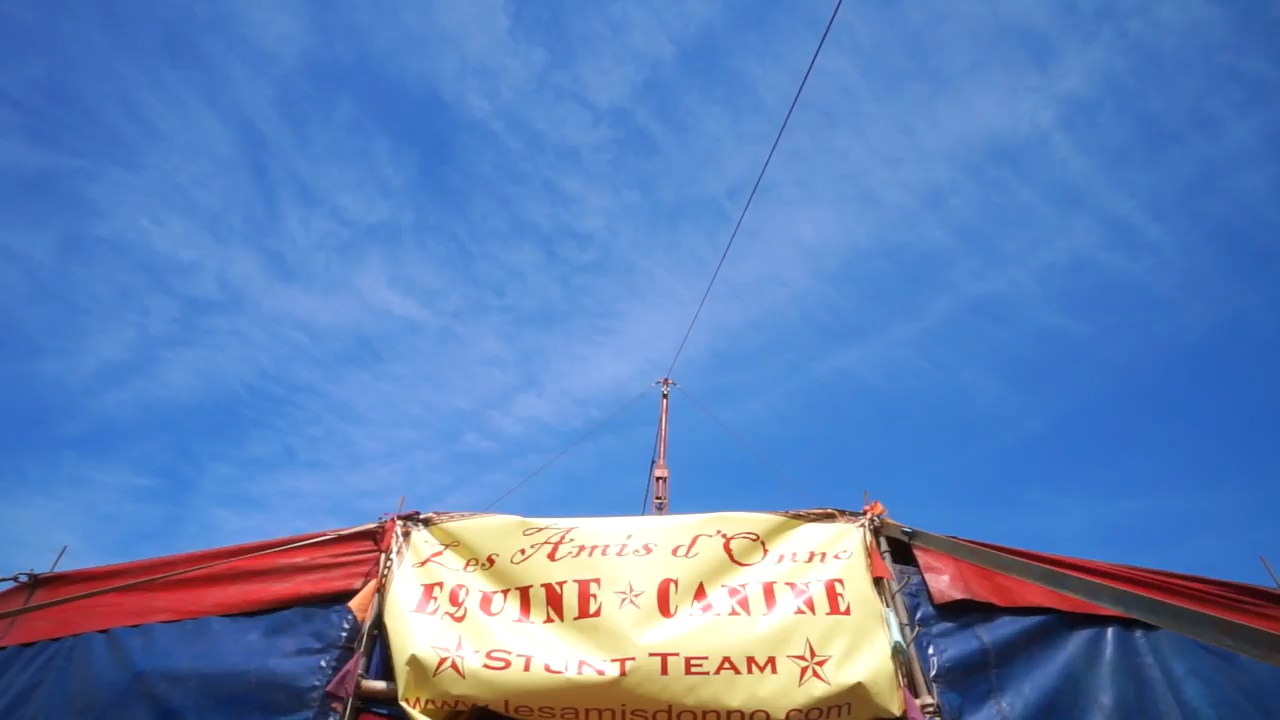 Les Amis d'Onno
EQUINE ★ CANINE
★ STUNT TEAM ★
www.lesamisdonno.com